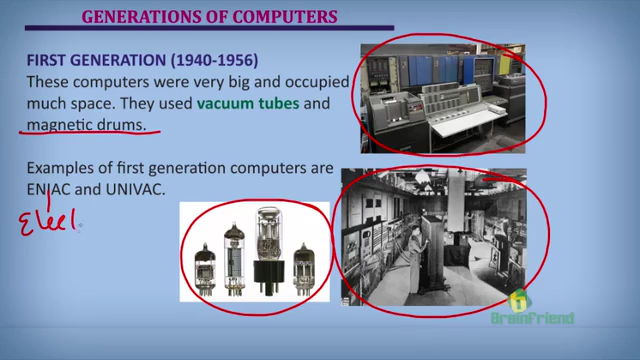 GENERATIONS OF COMPUTERS
FIRST GENERATION (1940-1956)
These computers were very big and occupied
much space. They used vacuum tubes and
magnetic drums.
Examples of first generation computers are
ENIAC and UNIVAC.
Elect
BrainFriend